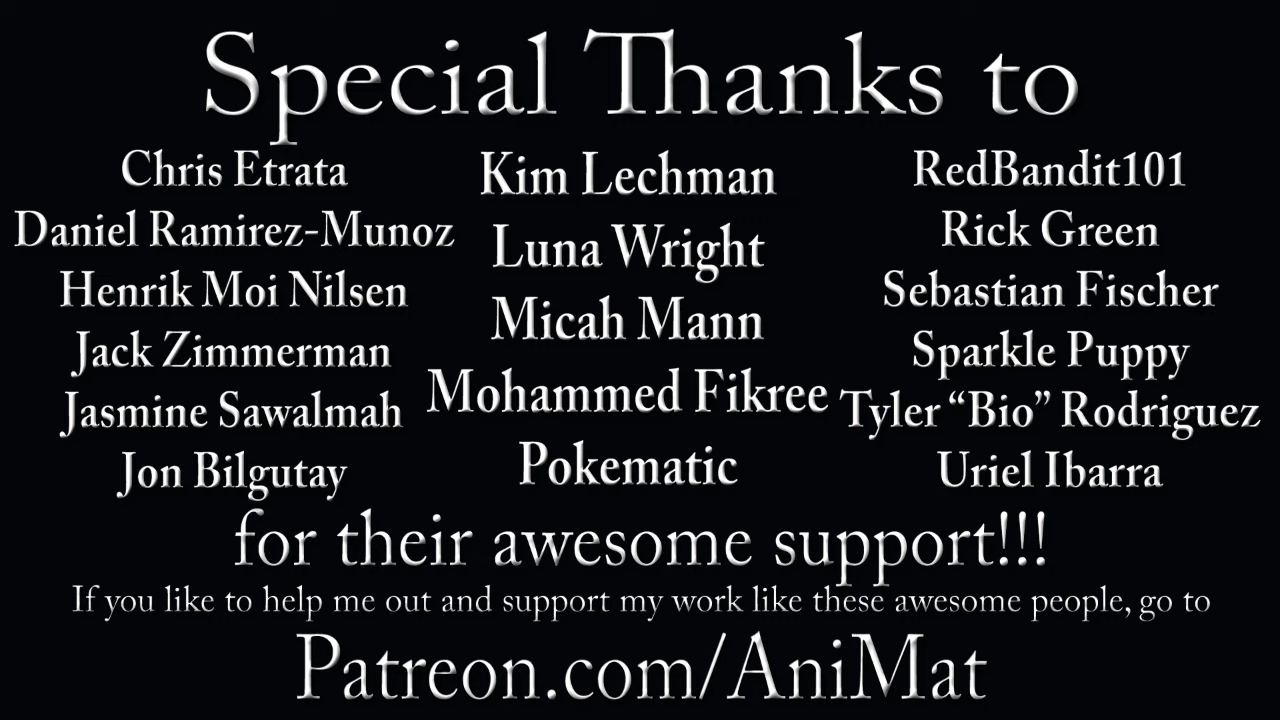 Special Thanks to
Chris Etrata
Daniel Ramirez-Munoz
Henrik Moi Nilsen
Jack Zimmerman
Jasmine Sawalmah
Jon Bilgutay
Kim Lechman
Luna Wright
Micah Mann
Mohammed Fikree
Pokematic
RedBandit101
Rick Green
Sebastian Fischer
Sparkle Puppy
Tyler “Bio” Rodriguez
Uriel Ibarra
for their awesome support!!!
If you like to help me out and support my work like these awesome people, go to
Patreon.com/AniMat